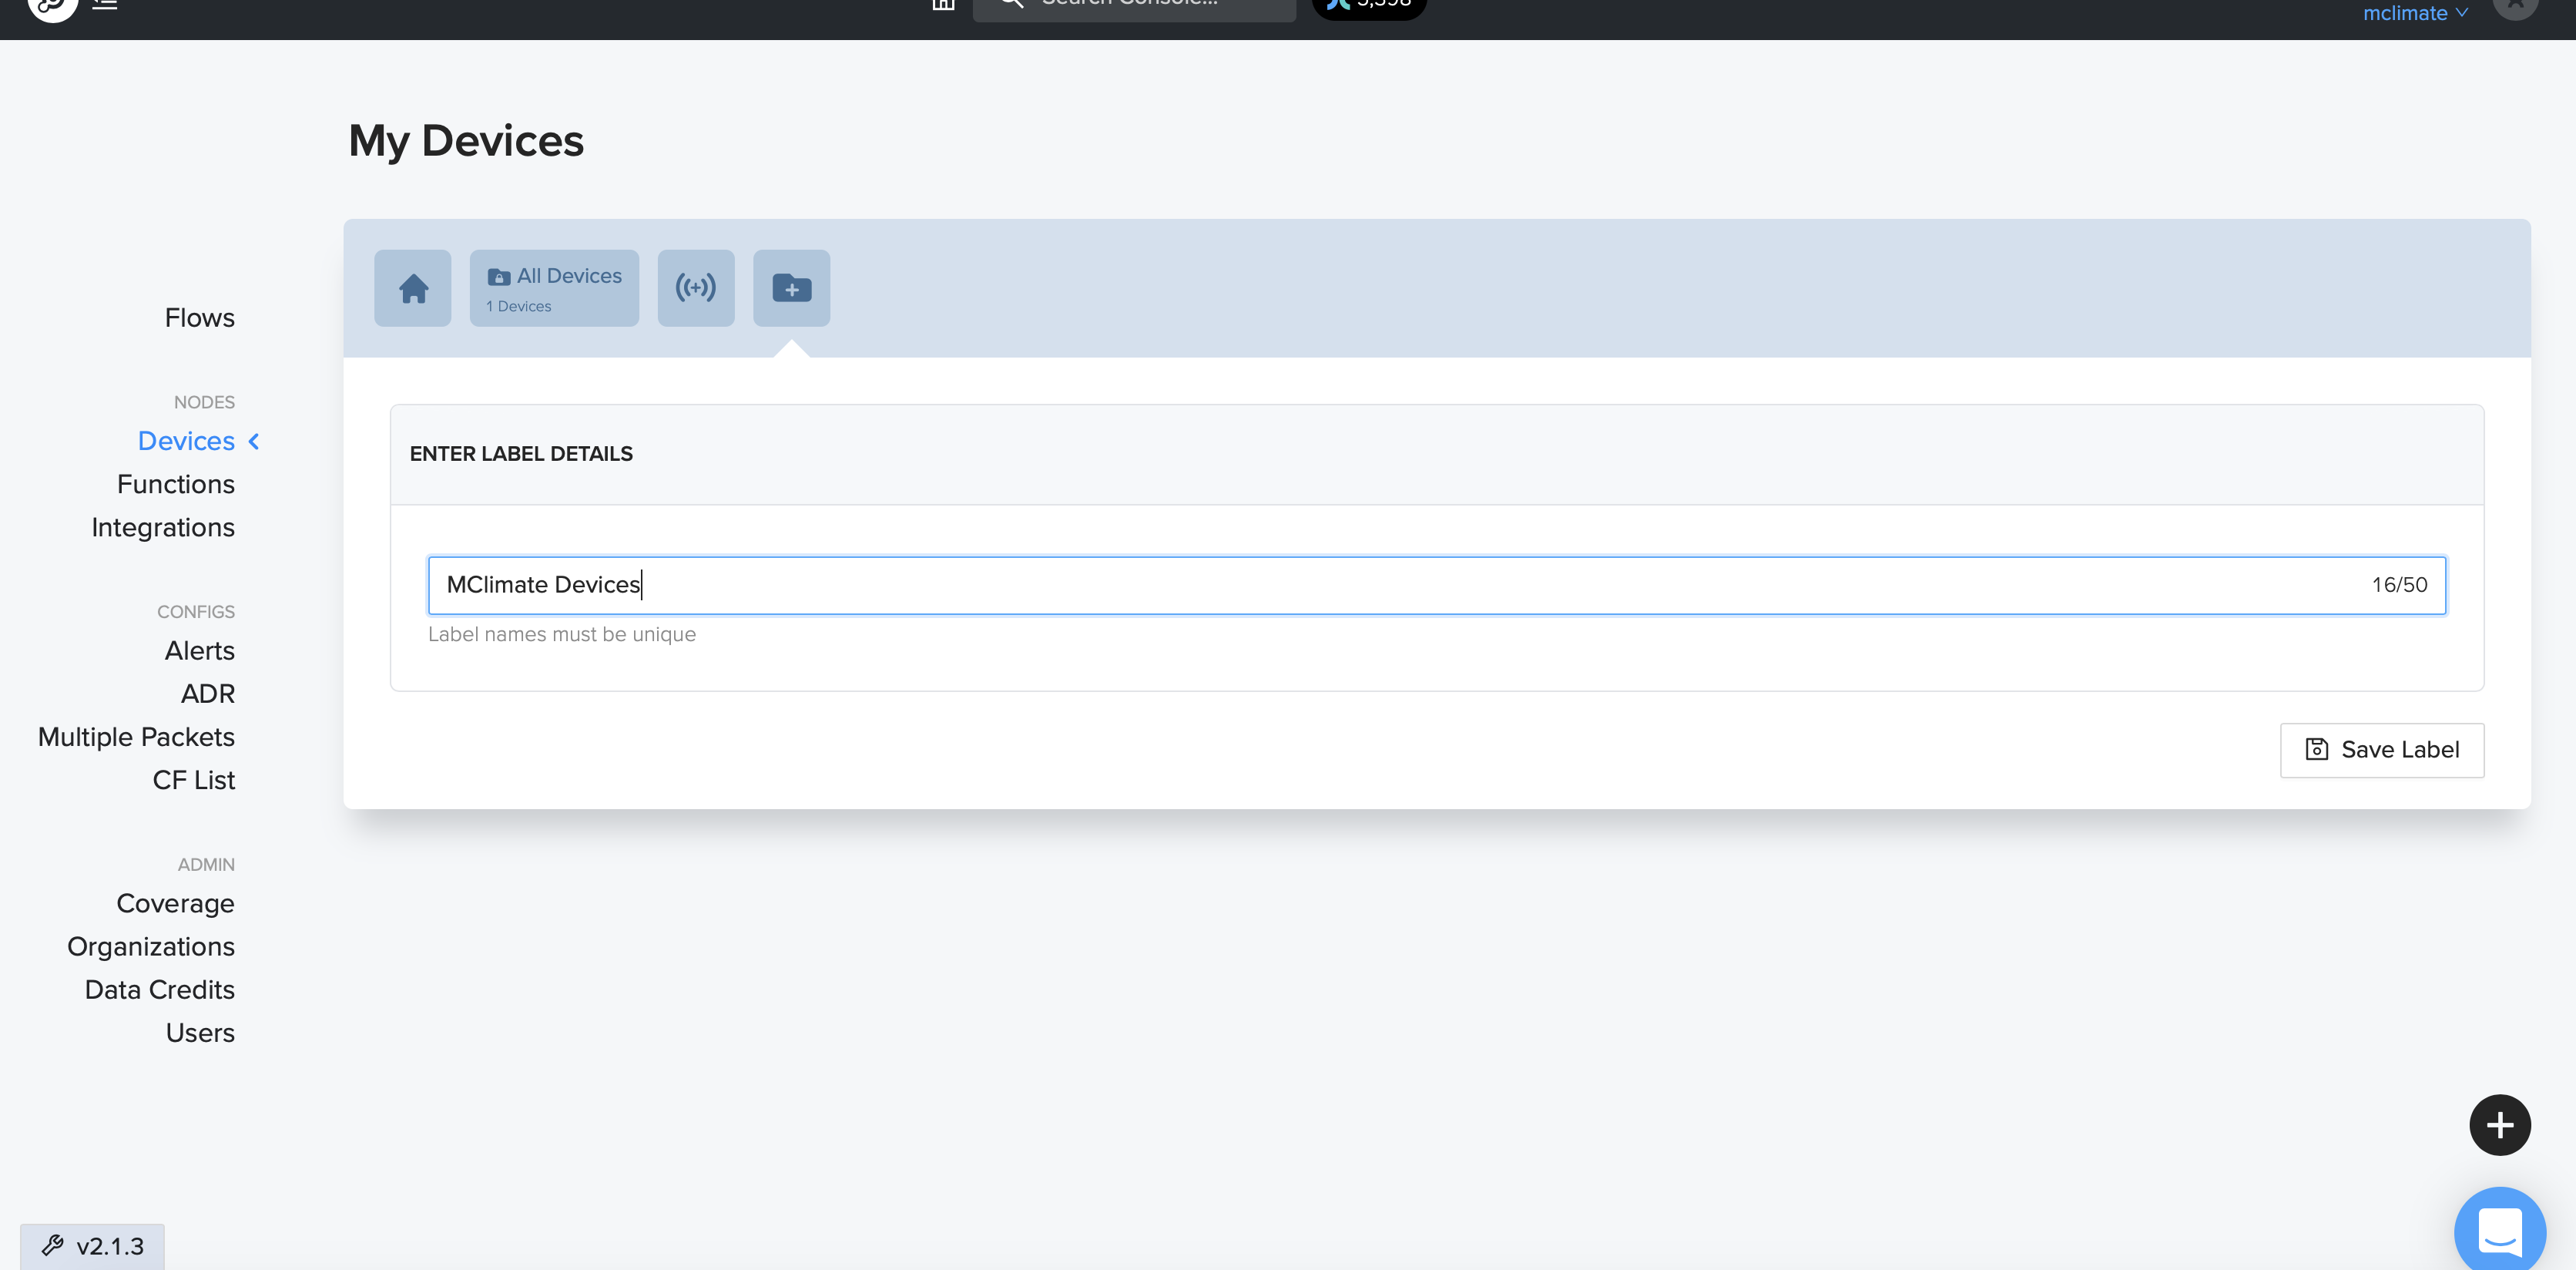 Search Console...
mclimate
My Devices
All Devices
1 Devices
Flows
NODES
Devices
Functions
Integrations
CONFIGS
Alerts
ADR
Multiple Packets
CF List
ADMIN
Coverage
Organizations
Data Credits
Users
ENTER LABEL DETAILS
MClimate Devices
16/50
Label names must be unique
Save Label
v2.1.3